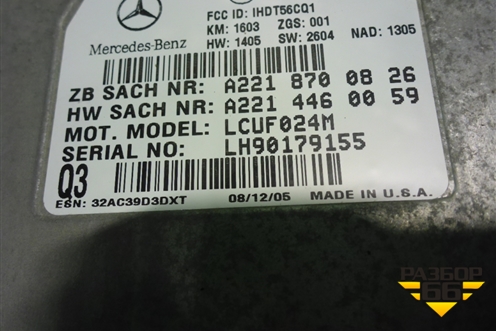 FCC ID: IHDT56CQ1
KM: 1603 ZGS: 001
Mercedes-Benz HW: 1405 SW: 2604 NAD: 1305
ZB SACH NR: A221 870 08 26
HW SACH NR: A221 446 00 59
MOT. MODEL: LCUF024M
SERIAL NO: LH90179155
Q3
ESN: 32AC39D3DXT 08/12/05 MADE IN U.S.A.
РАЗБОР
66